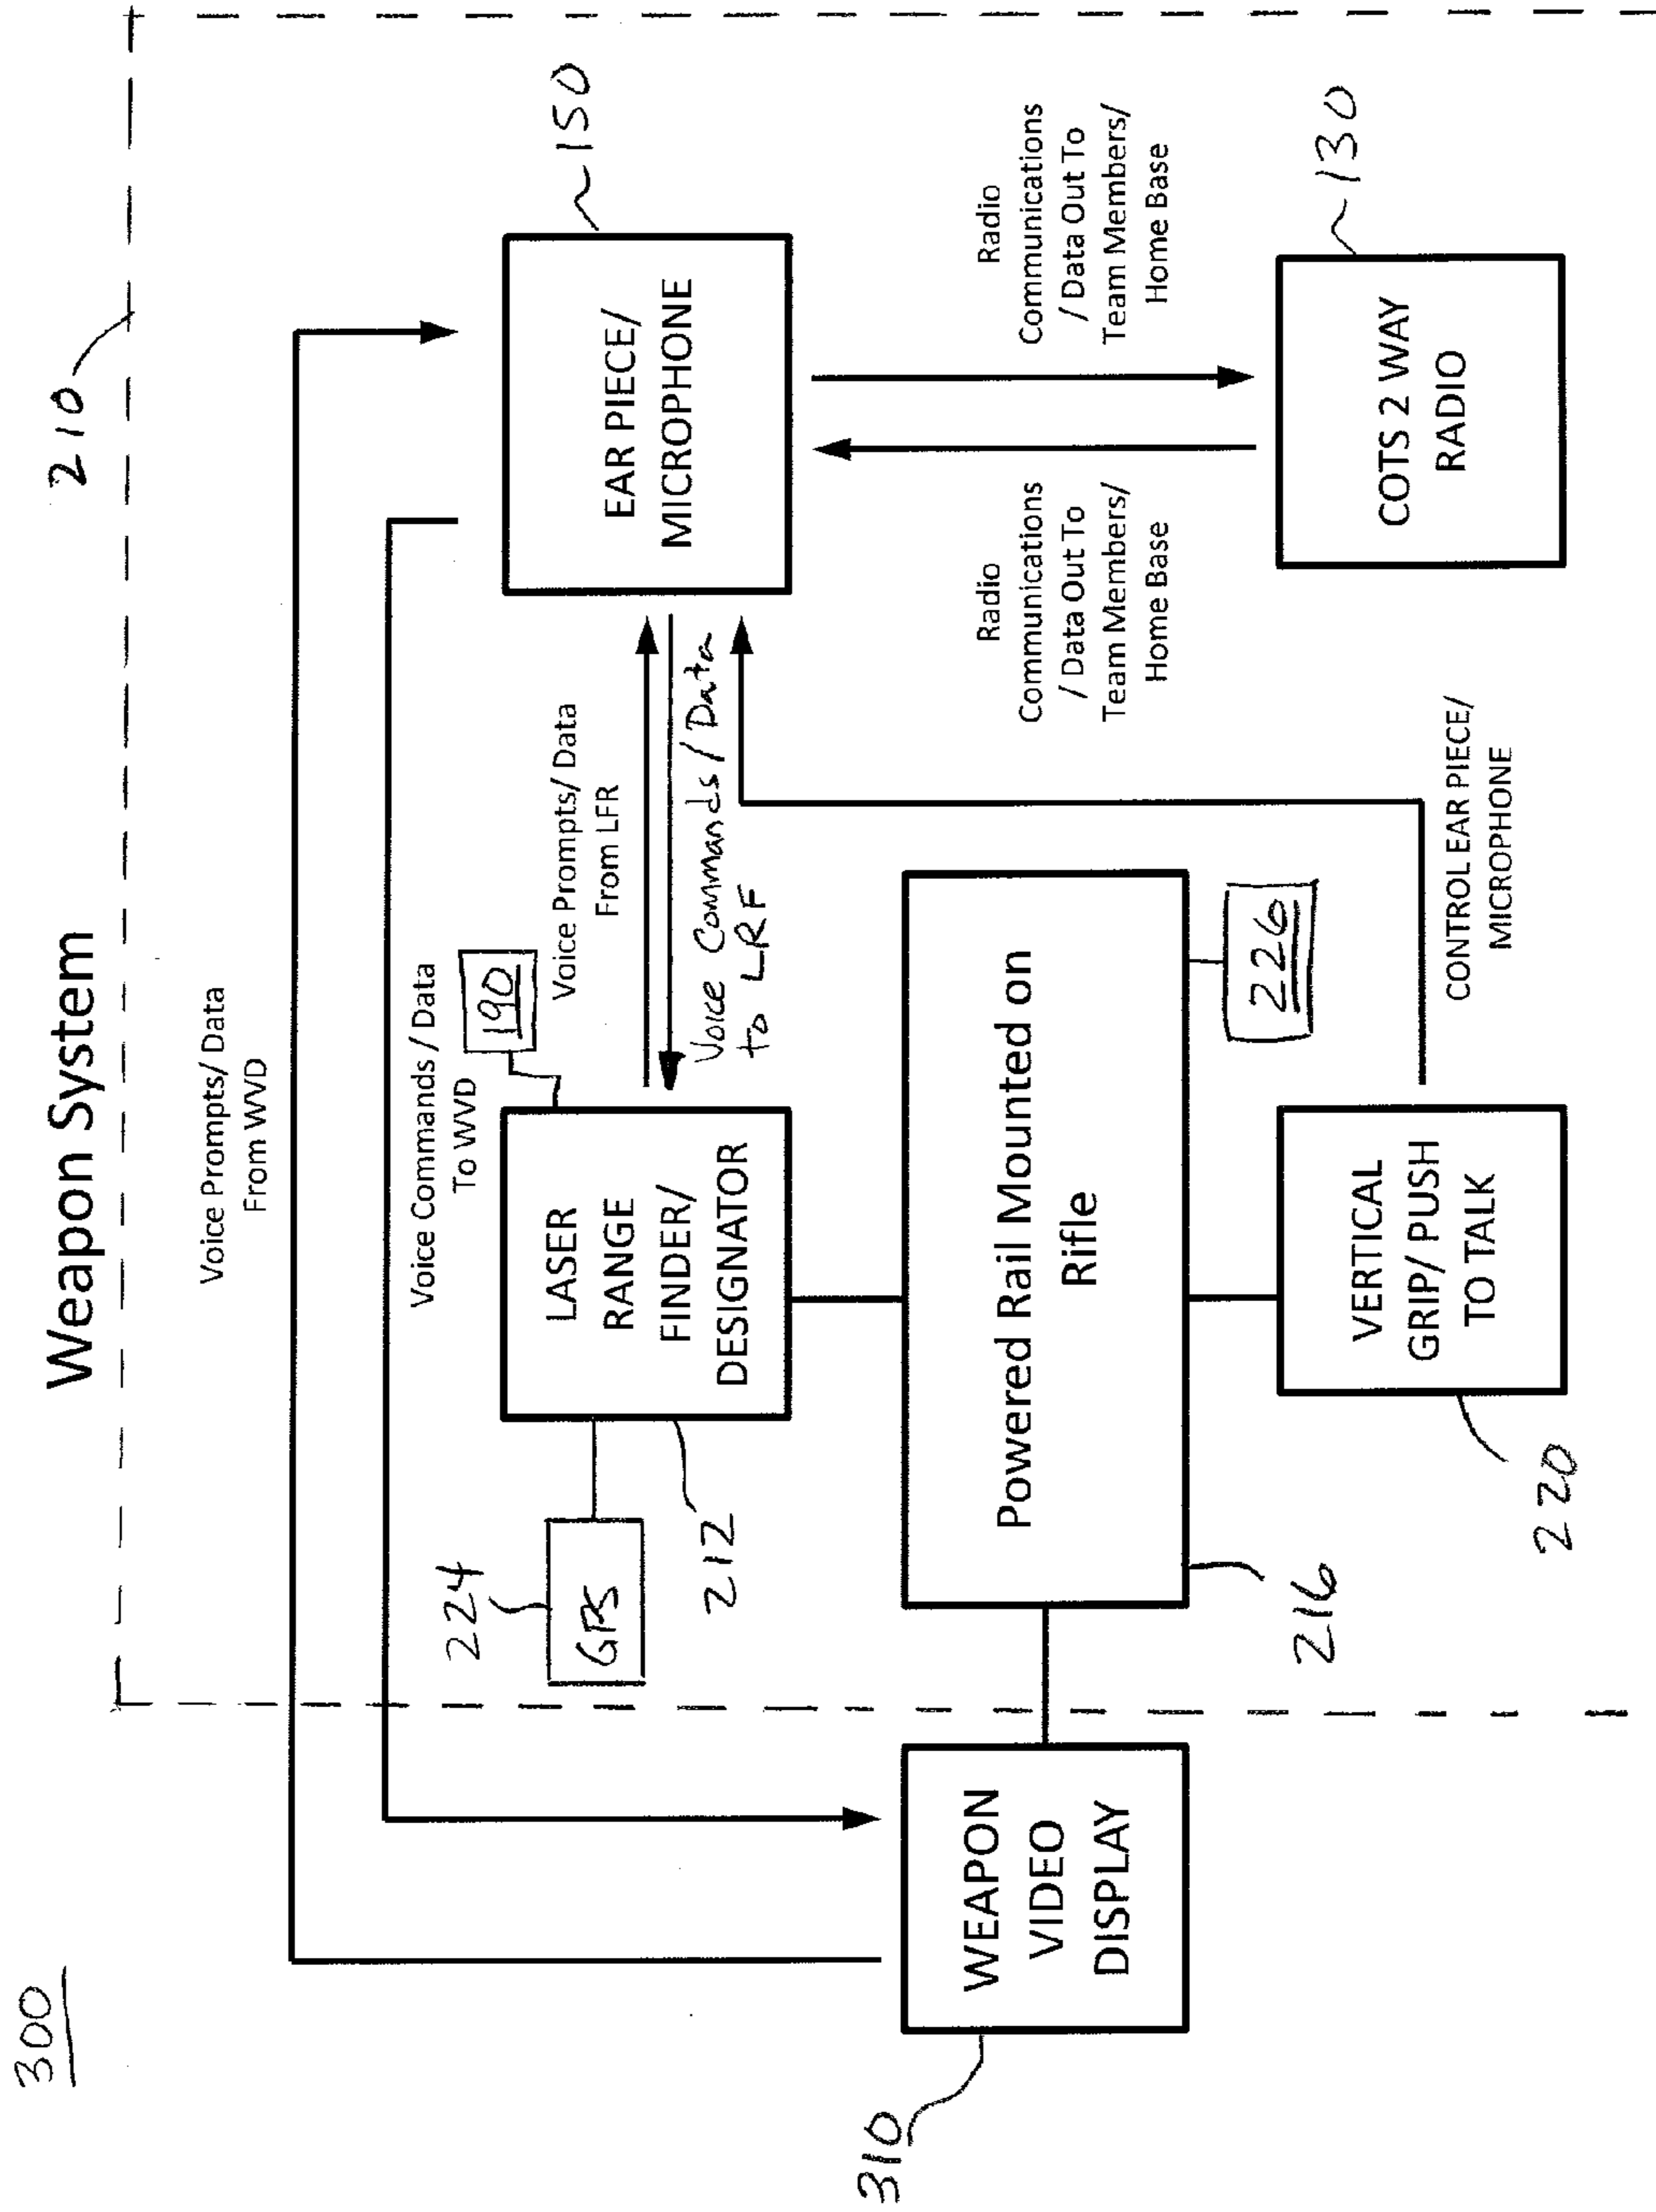 300
Weapon System
210
Voice Prompts/ Data
From WVD
Voice Commands / Data
To WVD
190
Voice Prompts/ Data
From LFR
Voice Commands / Data
to LRF
224
GPS
LASER
RANGE
FINDER/
DESIGNATOR
212
EAR PIECE/
MICROPHONE
150
310
WEAPON
VIDEO
DISPLAY
Powered Rail Mounted on
Rifle
216
226
Radio
Communications
/ Data Out To
Team Members/
Home Base
Radio
Communications
/ Data Out To
Team Members/
Home Base
220
VERTICAL
GRIP/ PUSH
TO TALK
CONTROL EAR PIECE/
MICROPHONE
COTS 2 WAY
RADIO
130